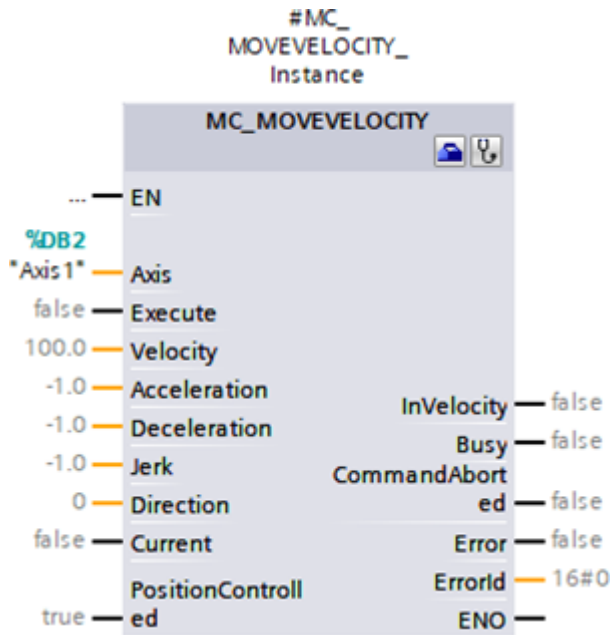 #MC_
MOVEVELOCITY_
Instance
MC_MOVEVELOCITY
... EN
%DB2
"Axis1" Axis
false Execute
100.0 Velocity
-1.0 Acceleration
InVelocity false
-1.0 Deceleration
Busy false
-1.0 Jerk
CommandAbort
0 Direction
ed false
false Current
Error false
PositionControll
ErrorId 16#0
true ed
ENO